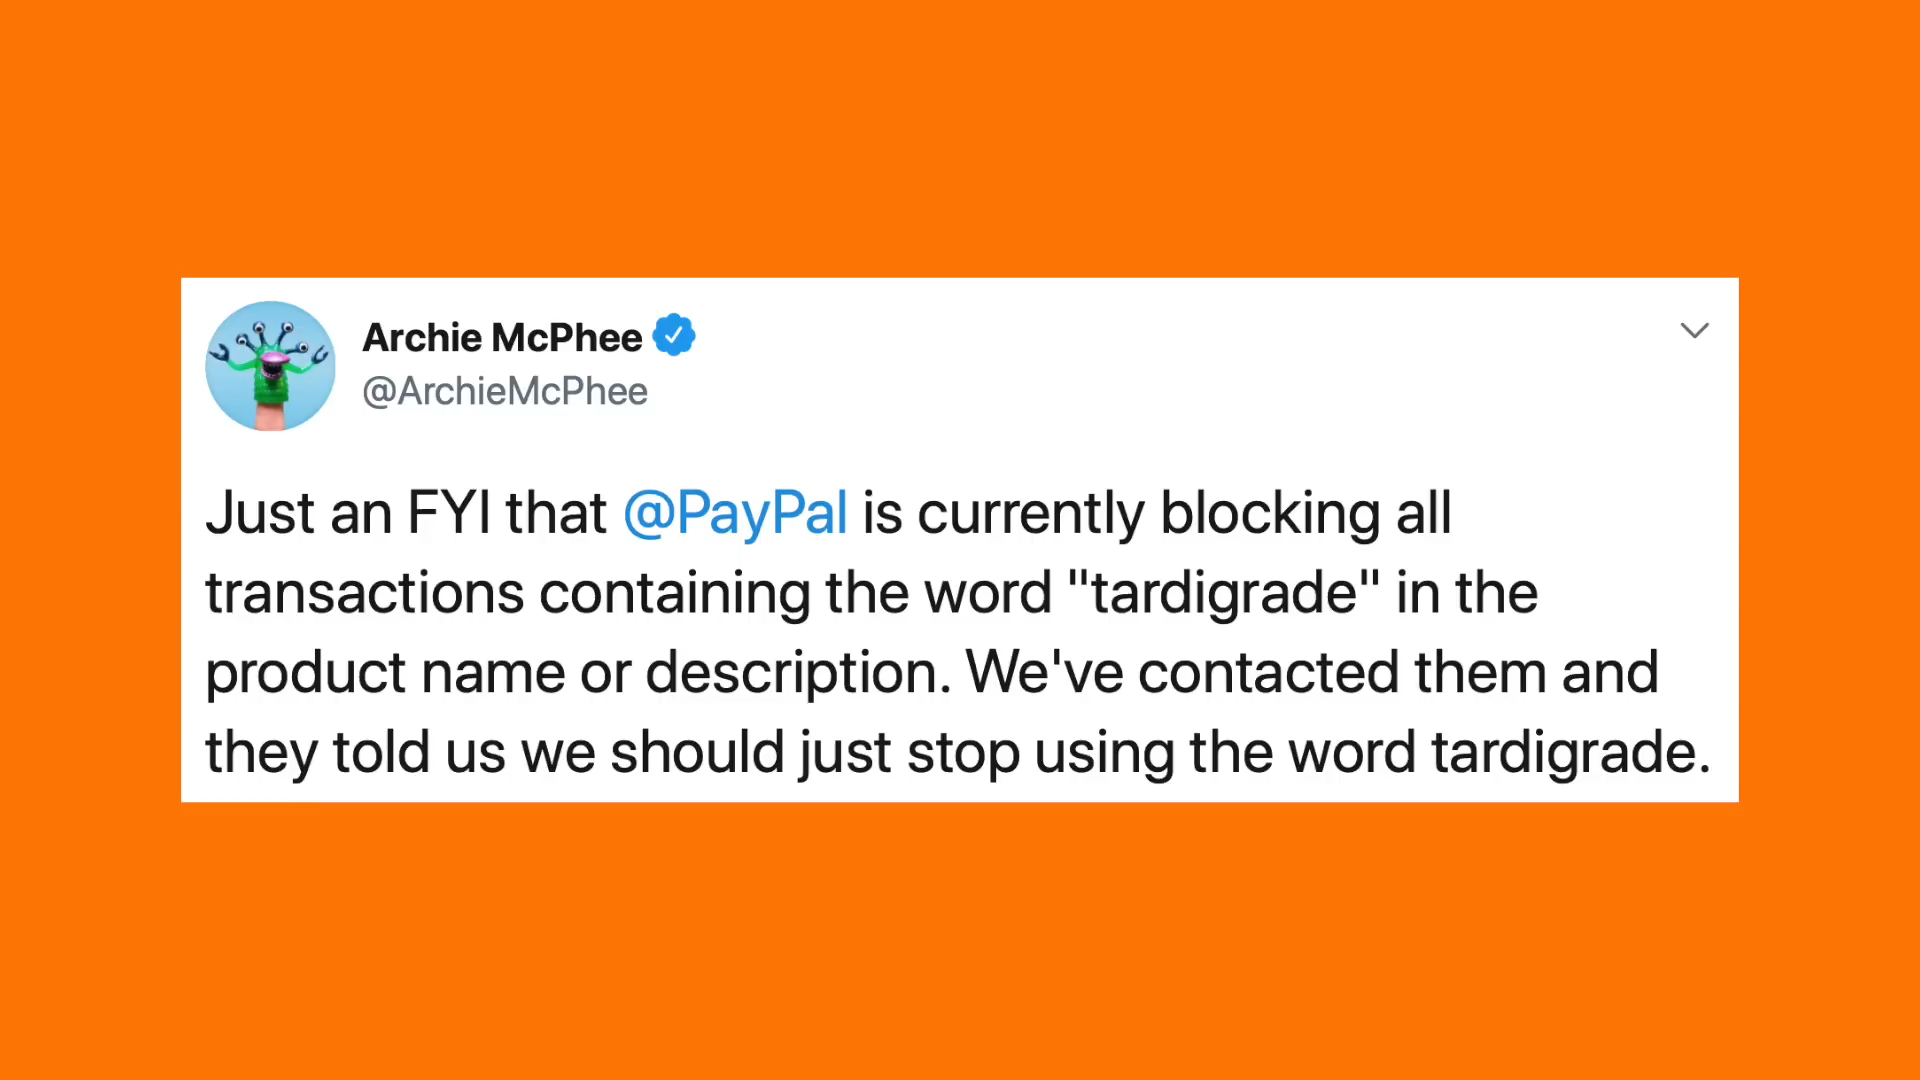 Archie McPhee
@ArchieMcPhee
Just an FYI that @PayPal is currently blocking all
transactions containing the word "tardigrade" in the
product name or description. We've contacted them and
they told us we should just stop using the word tardigrade.